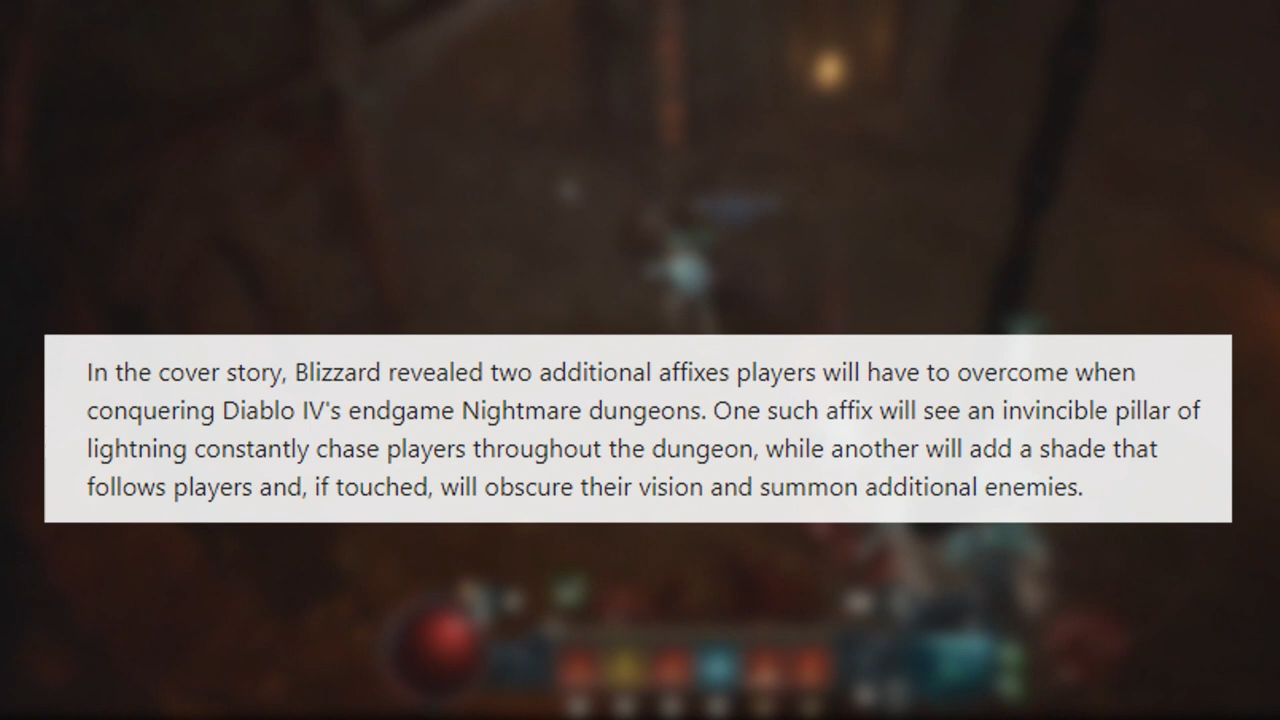 In the cover story, Blizzard revealed two additional affixes players will have to overcome when
conquering Diablo IV's endgame Nightmare dungeons. One such affix will see an invincible pillar of
lightning constantly chase players throughout the dungeon, while another will add a shade that
follows players and, if touched, will obscure their vision and summon additional enemies.